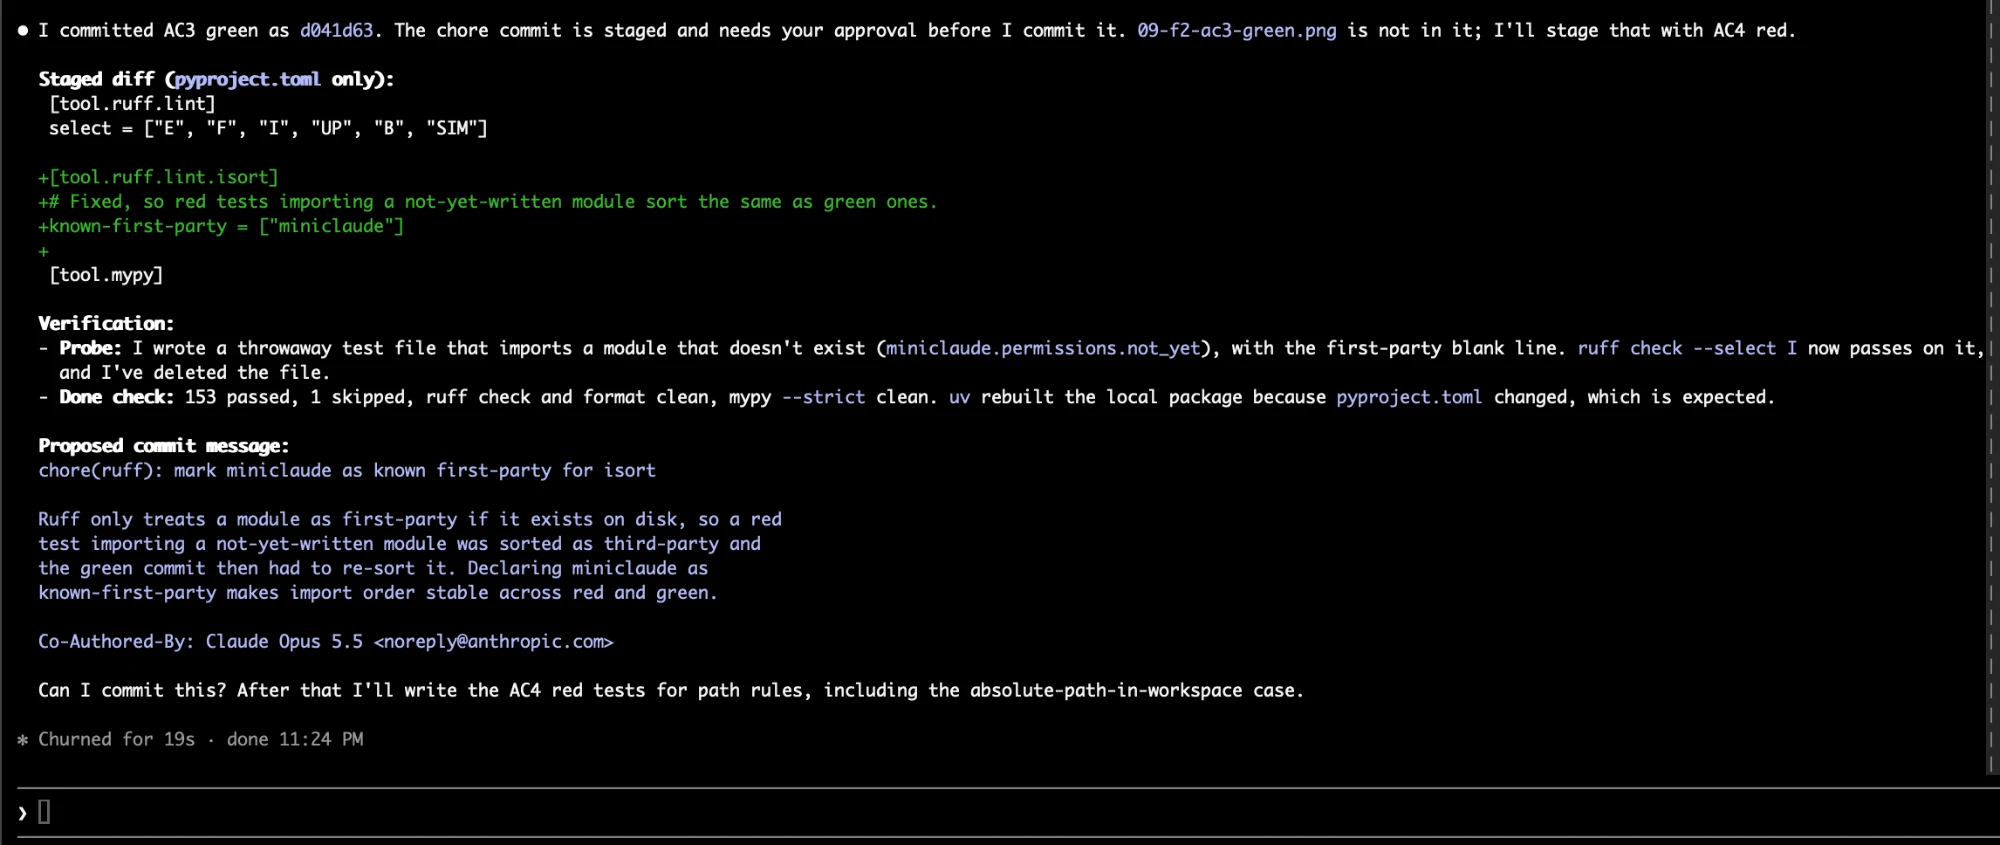 ● I committed AC3 green as d041d63. The chore commit is staged and needs your approval before I commit it. 09-f2-ac3-green.png is not in it; I'll stage that with AC4 red.
Staged diff (pyproject.toml only):
[tool.ruff.lint]
select = ["E", "F", "I", "UP", "B", "SIM"]
+[tool.ruff.lint.isort]
+# Fixed, so red tests importing a not-yet-written module sort the same as green ones.
+known-first-party = ["miniclaude"]
+
[tool.mypy]
Verification:
- Probe: I wrote a throwaway test file that imports a module that doesn't exist (miniclaude.permissions.not_yet), with the first-party blank line. ruff check --select I now passes on it,
and I've deleted the file.
- Done check: 153 passed, 1 skipped, ruff check and format clean, mypy --strict clean. uv rebuilt the local package because pyproject.toml changed, which is expected.
Proposed commit message:
chore(ruff): mark miniclaude as known first-party for isort
Ruff only treats a module as first-party if it exists on disk, so a red
test importing a not-yet-written module was sorted as third-party and
the green commit then had to re-sort it. Declaring miniclaude as
known-first-party makes import order stable across red and green.
Co-Authored-By: Claude Opus 5.5 <noreply@anthropic.com>
Can I commit this? After that I'll write the AC4 red tests for path rules, including the absolute-path-in-workspace case.
✻ Churned for 19s · done 11:24 PM
❯